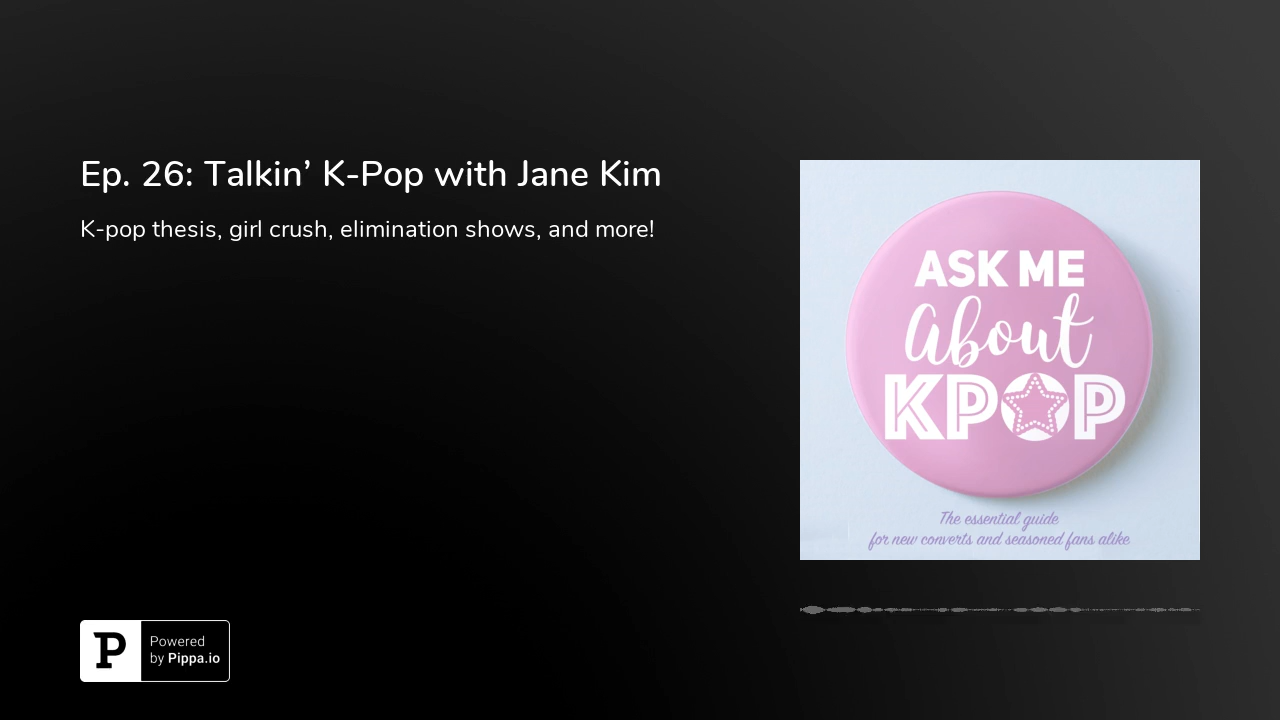 Ep. 26: Talkin’ K-Pop with Jane Kim
K-pop thesis, girl crush, elimination shows, and more!
ASK ME
About
KPOP
The essential guide
for new converts and seasoned fans alike
P
Powered
by Pippa.io